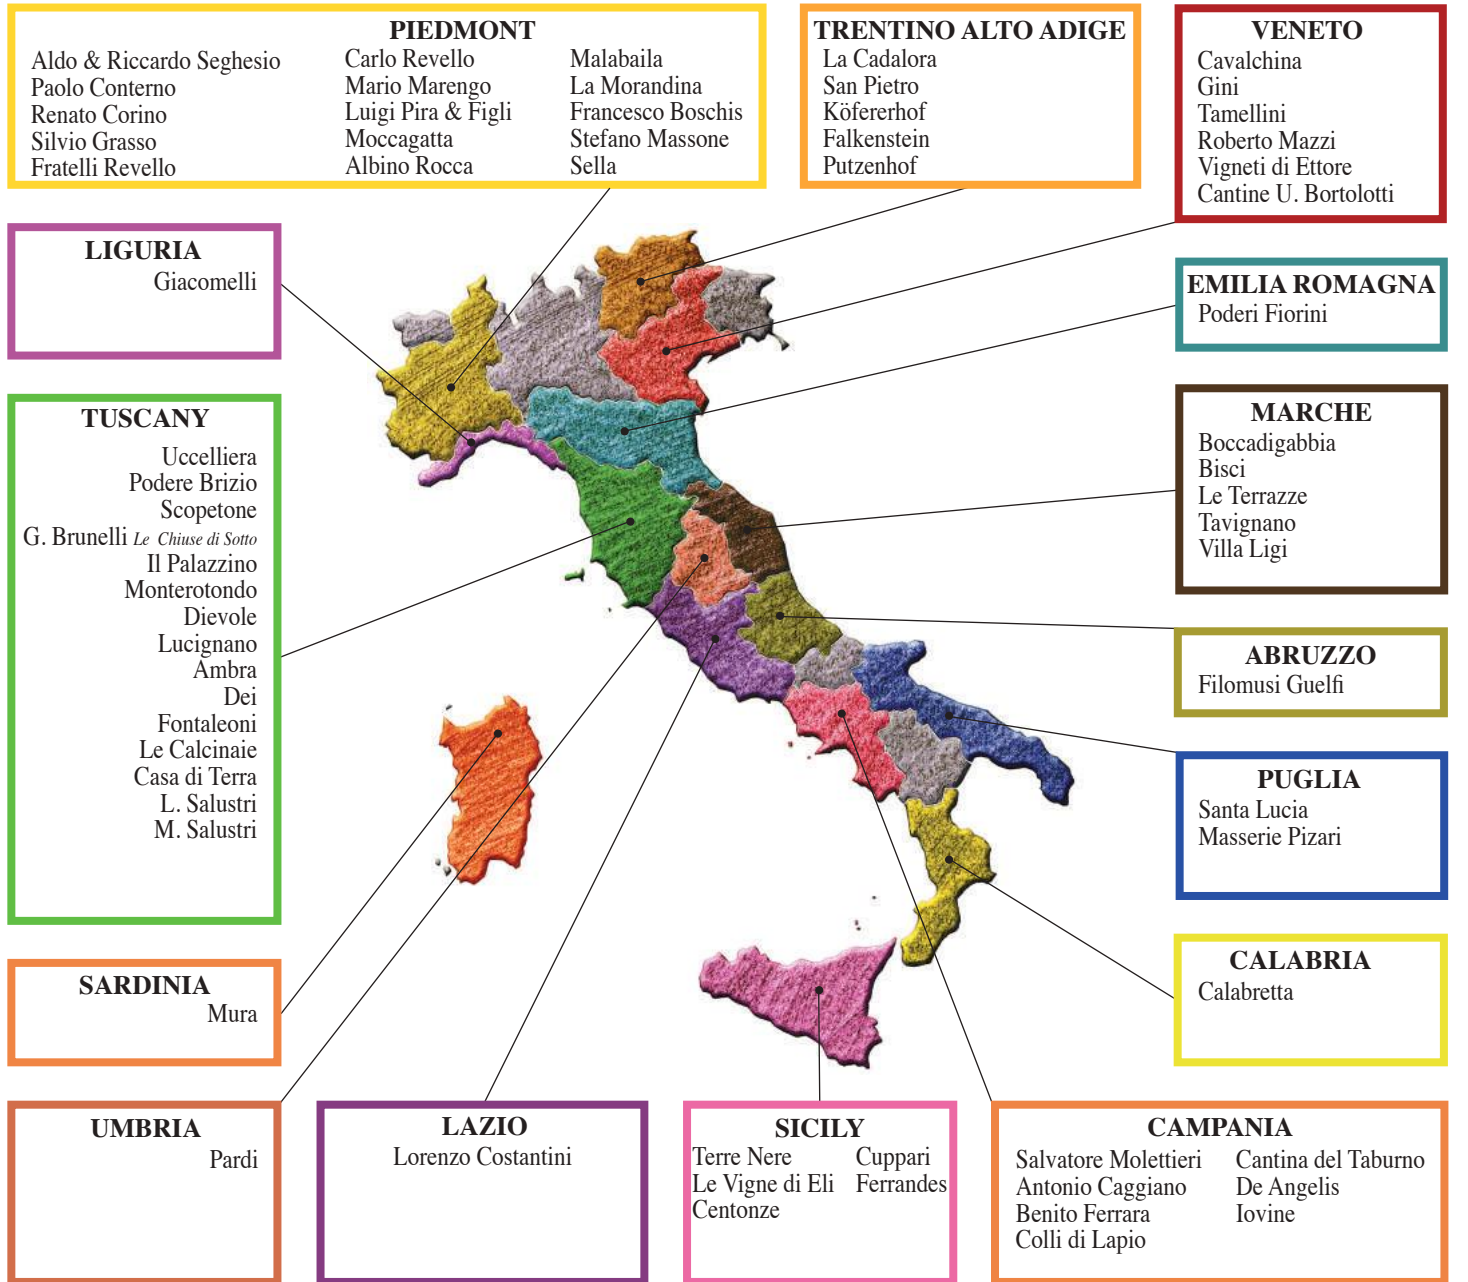 PIEDMONT
Aldo & Riccardo Seghesio
Paolo Conterno
Renato Corino
Silvio Grasso
Fratelli Revello
Carlo Revello
Mario Marengo
Luigi Pira & Figli
Moccagatta
Albino Rocca
Malabaila
La Morandina
Francesco Boschis
Stefano Massone
Sella
TRENTINO ALTO ADIGE
La Cadalora
San Pietro
Köfererhof
Falkenstein
Putzenhof
VENETO
Cavalchina
Gini
Tamellini
Roberto Mazzi
Vigneti di Ettore
Cantine U. Bortolotti
LIGURIA
Giacomelli
EMILIA ROMAGNA
Poderi Fiorini
TUSCANY
Uccelliera
Podere Brizio
Scopetone
G. Brunelli Le Chiuse di Sotto
Il Palazzino
Monterotondo
Dievole
Lucignano
Ambra
Dei
Fontaleoni
Le Calcinaie
Casa di Terra
L. Salustri
M. Salustri
MARCHE
Boccadigabbia
Bisci
Le Terrazze
Tavignano
Villa Ligi
ABRUZZO
Filomusi Guelfi
PUGLIA
Santa Lucia
Masserie Pizari
SARDINIA
Mura
CALABRIA
Calabretta
UMBRIA
Pardi
LAZIO
Lorenzo Costantini
SICILY
Terre Nere
Le Vigne di Eli
Centonze
Cuppari
Ferrandes
CAMPANIA
Salvatore Molettieri
Antonio Caggiano
Benito Ferrara
Colli di Lapio
Cantina del Taburno
De Angelis
Iovine